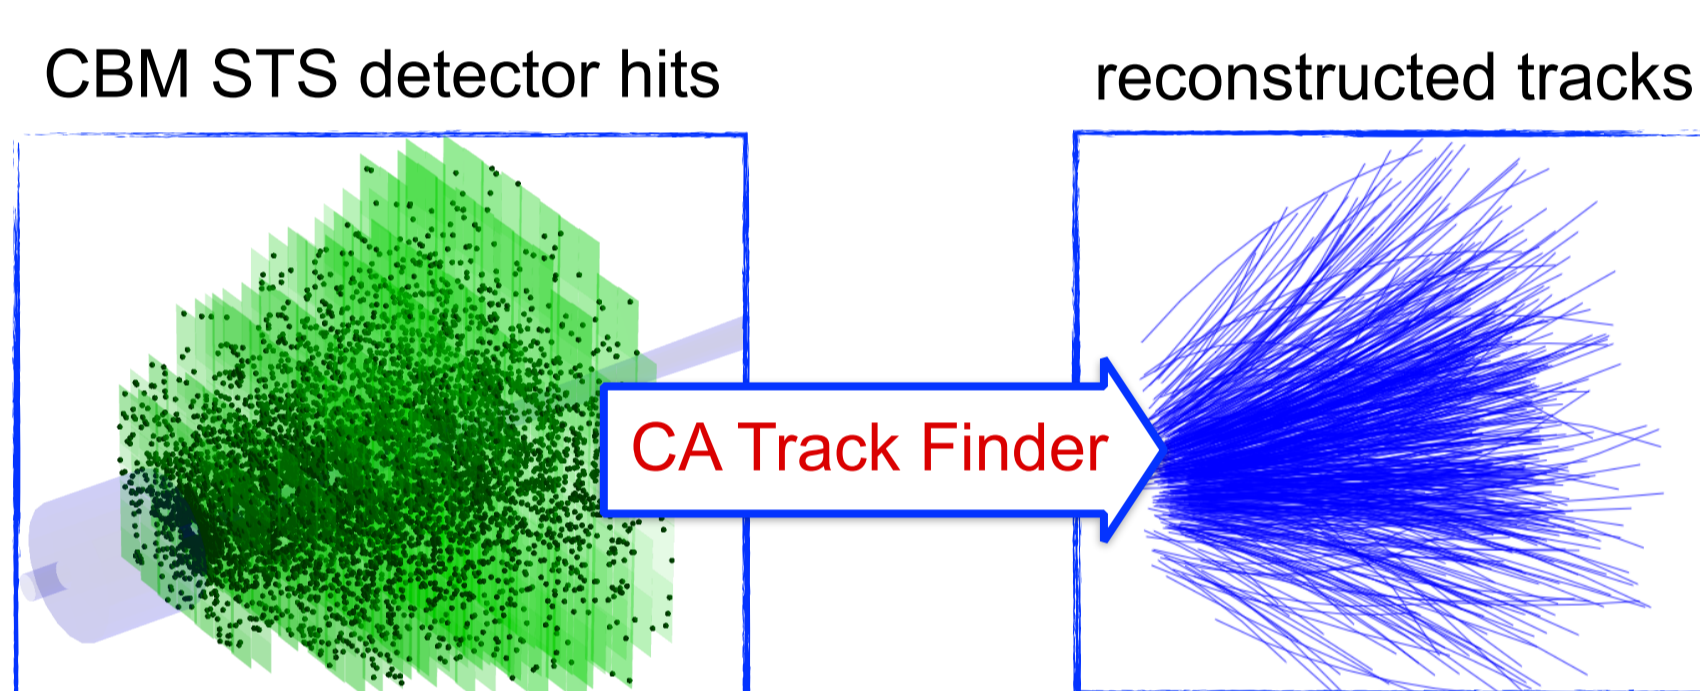 CBM STS detector hits
reconstructed tracks
CA Track Finder